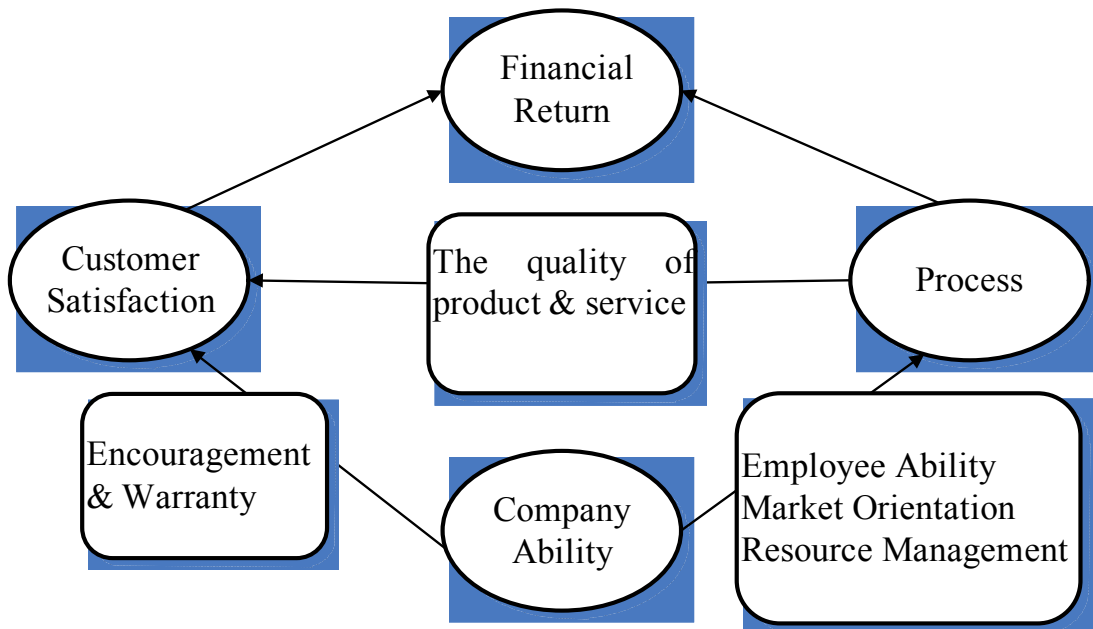 Financial
Return
Customer
Satisfaction
The quality of
product & service
Process
Encouragement
& Warranty
Company
Ability
Employee Ability
Market Orientation
Resource Management